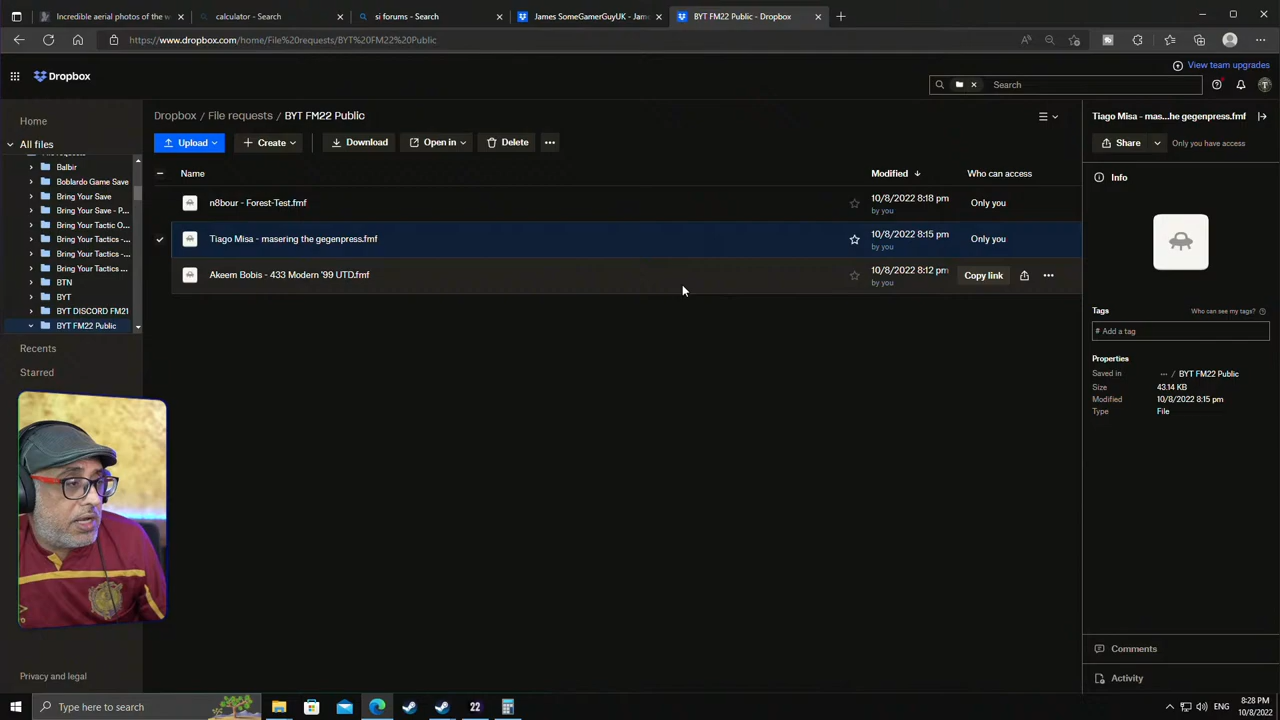 Incredible aerial photos of the w
calculator - Search
si forums - Search
James SomeGamerGuyUK - Jam
BYT FM22 Public - Dropbox
https://www.dropbox.com/home/File%20requests/BYT%20FM22%20Public
View team upgrades
Dropbox
Search
T
Home
All files
Balbir
Boblardo Game Save
Bring Your Save
Bring Your Save - P...
Bring Your Tactic O...
Bring Your Tactics -...
Bring Your Tactics -...
Bring Your Tactics ...
BTN
BYT
BYT DISCORD FM21
BYT FM22 Public
Recents
Starred
Privacy and legal
Dropbox / File requests / BYT FM22 Public
Upload
Create
Download
Open in
Delete
Name
Modified
Who can access
n8bour - Forest-Test.fmf
10/8/2022 8:18 pm
by you
Only you
Tiago Misa - masering the gegenpress.fmf
10/8/2022 8:15 pm
by you
Only you
Akeem Bobis - 433 Modern '99 UTD.fmf
10/8/2022 8:12 pm
by you
Copy link
Tiago Misa - mas...he gegenpress.fmf
Share
Only you have access
Info
Tags
Who can see my tags?
# Add a tag
Properties
Saved in
... / BYT FM22 Public
Size
43.14 KB
Modified
10/8/2022 8:15 pm
Type
File
Comments
Activity
Type here to search
22
ENG
8:28 PM
10/8/2022